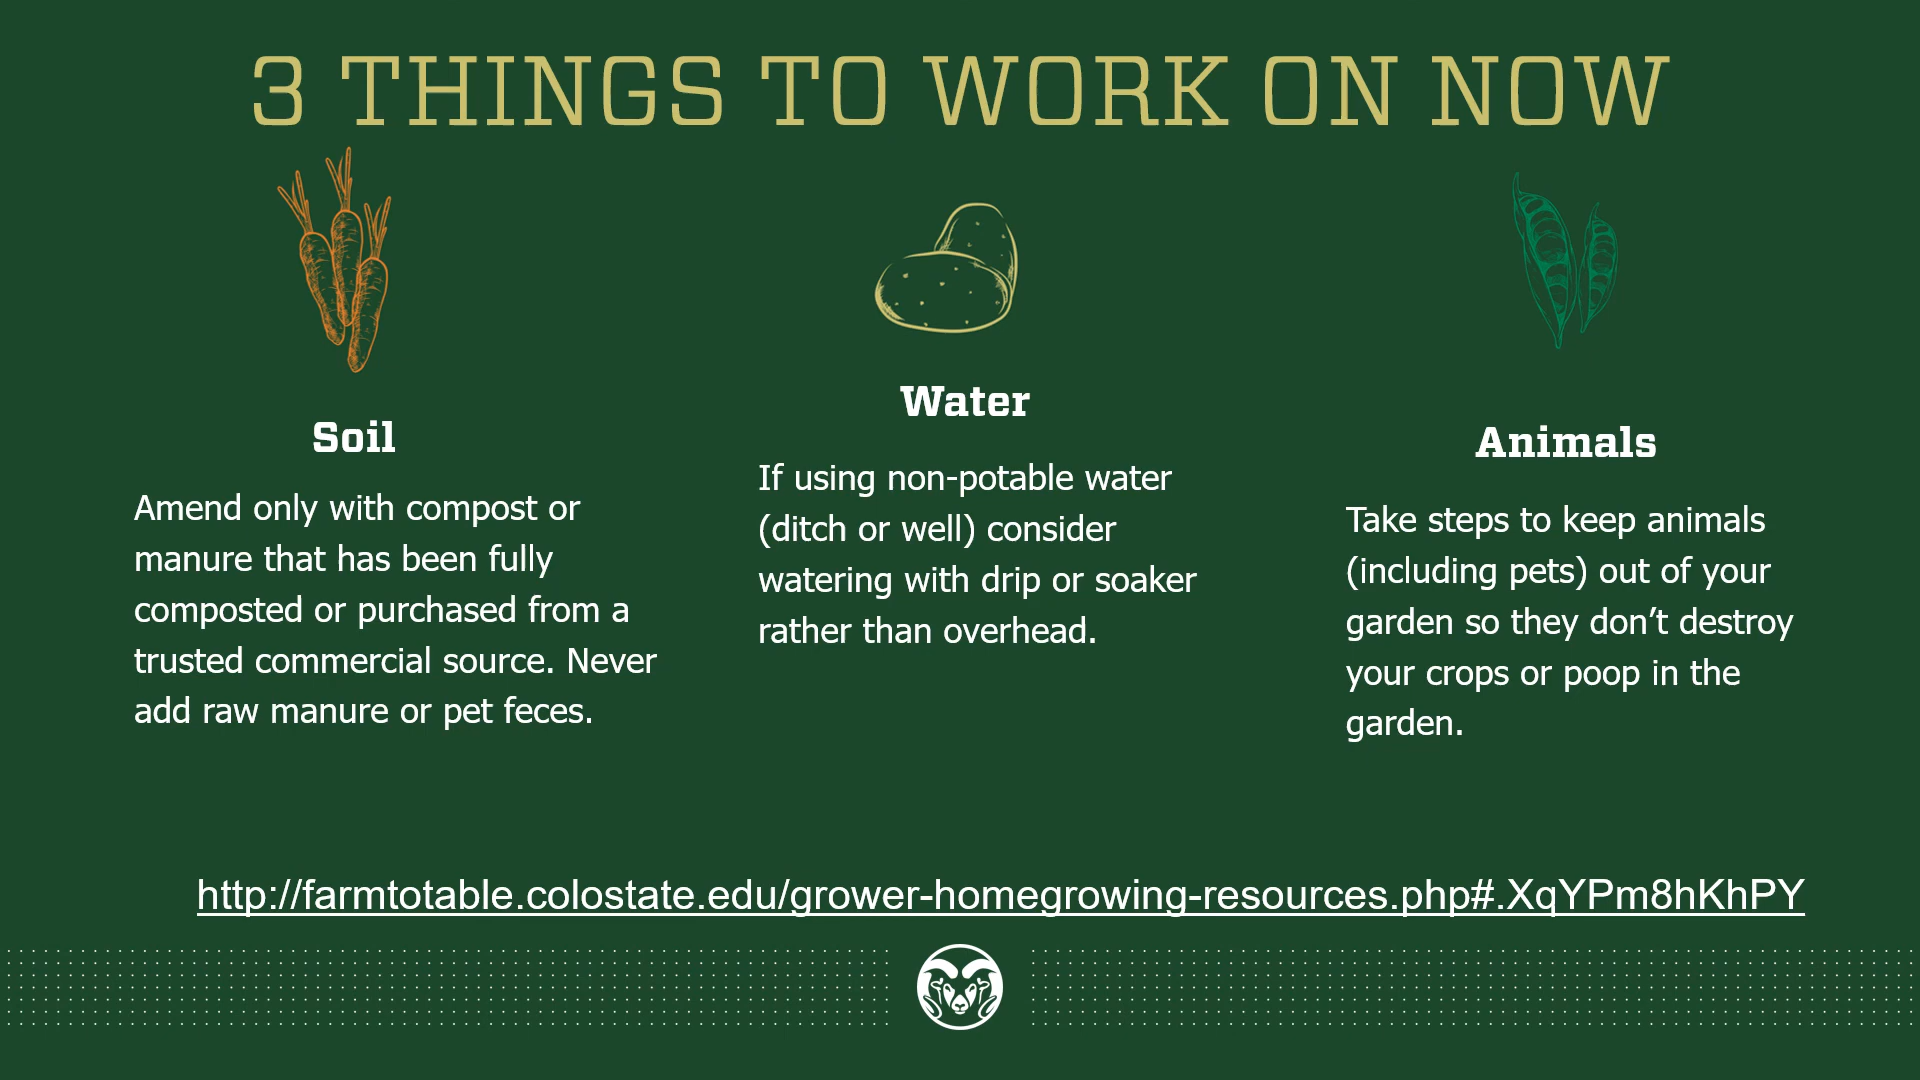 3 THINGS TO WORK ON NOW
Soil
Amend only with compost or
manure that has been fully
composted or purchased from a
trusted commercial source. Never
add raw manure or pet feces.
Water
If using non-potable water
(ditch or well) consider
watering with drip or soaker
rather than overhead.
Animals
Take steps to keep animals
(including pets) out of your
garden so they don’t destroy
your crops or poop in the
garden.
http://farmtotable.colostate.edu/grower-homegrowing-resources.php#.XqYPm8hKhPY